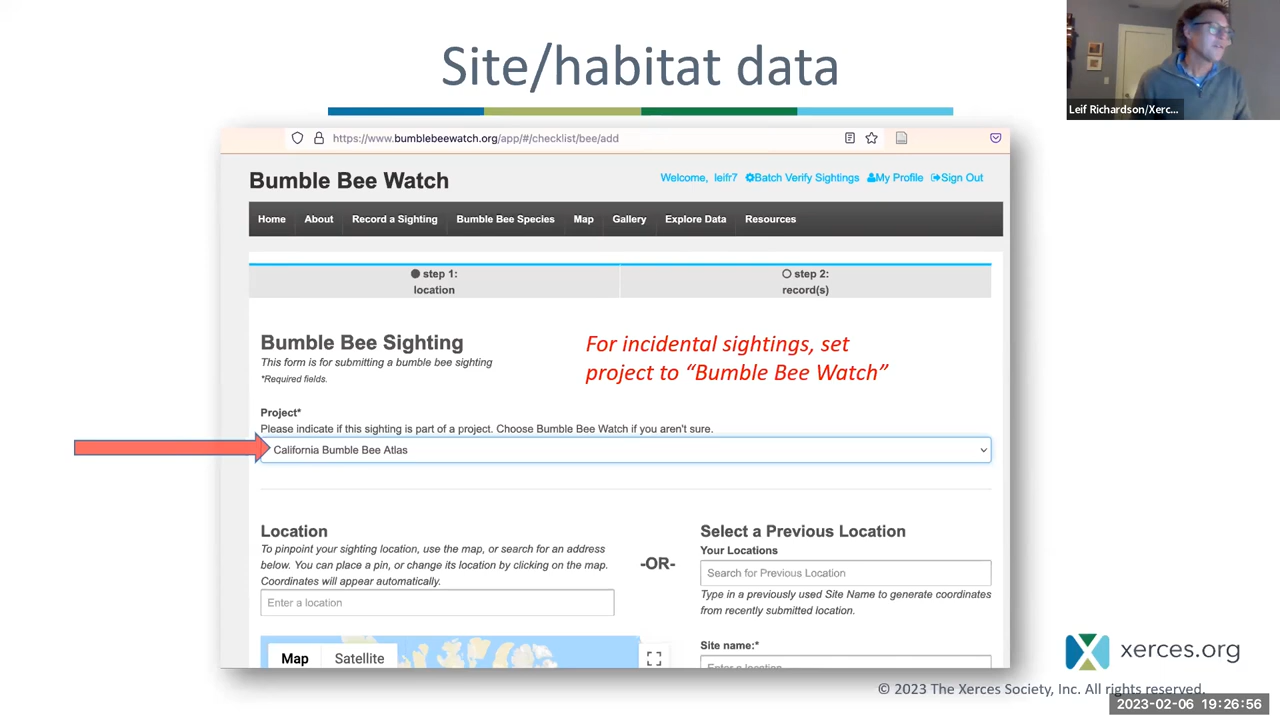 Site/habitat data
Leif Richardson/Xerc...
https://www.bumblebeewatch.org/app/#/checklist/bee/add
Bumble Bee Watch
Welcome, leifr7 Batch Verify Sightings My Profile Sign Out
Home About Record a Sighting Bumble Bee Species Map Gallery Explore Data Resources
step 1:
location
step 2:
record(s)
Bumble Bee Sighting
This form is for submitting a bumble bee sighting
*Required fields.
For incidental sightings, set
project to “Bumble Bee Watch”
Project*
Please indicate if this sighting is part of a project. Choose Bumble Bee Watch if you aren't sure.
California Bumble Bee Atlas
Location
To pinpoint your sighting location, use the map, or search for an address
below. You can place a pin, or change its location by clicking on the map.
Coordinates will appear automatically.
Enter a location
-OR-
Select a Previous Location
Your Locations
Search for Previous Location
Type in a previously used Site Name to generate coordinates
from recently submitted location.
Site name:*
Enter a location
Map Satellite
xerces.org
© 2023 The Xerces Society, Inc. All rights reserved.
2023-02-06 19:26:56